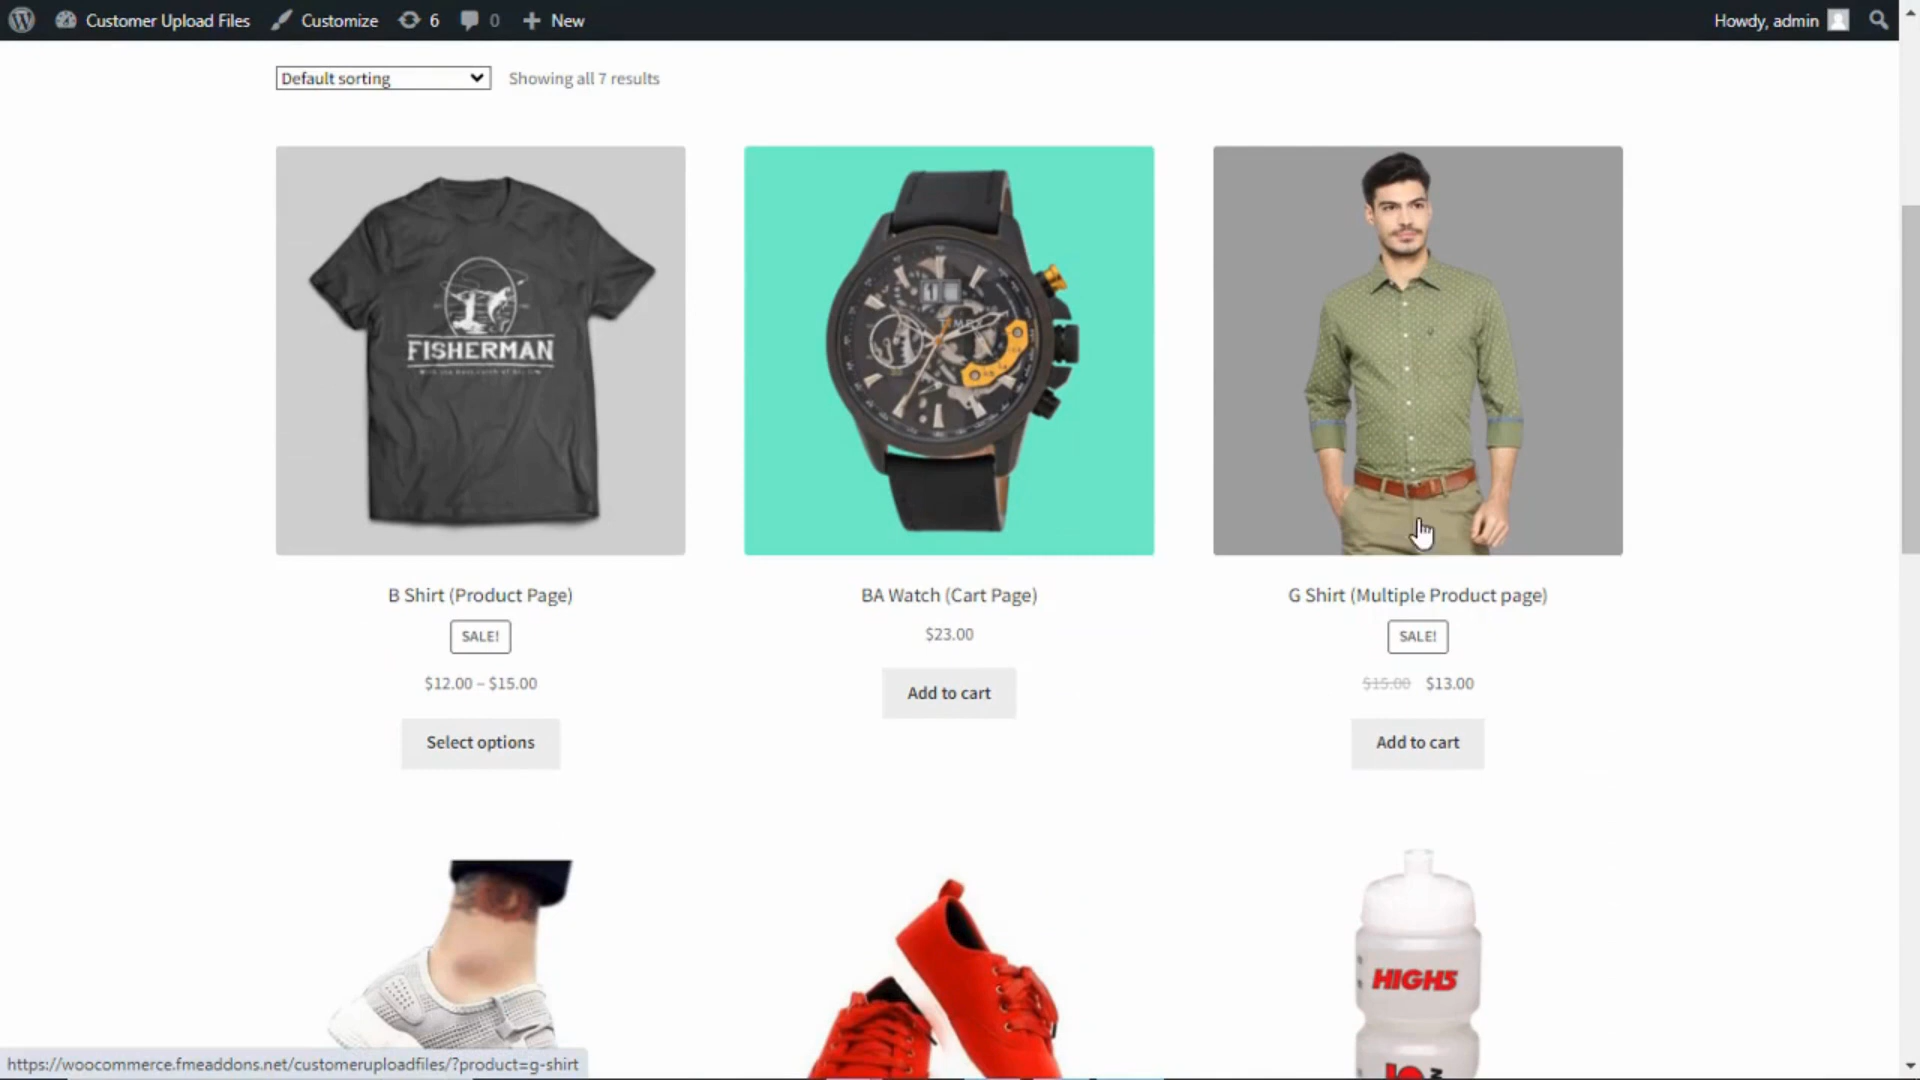 Customer Upload Files Customize 6 0 New Howdy, admin
Default sorting Showing all 7 results
FISHERMAN
TIMEX
B Shirt (Product Page)
SALE!
$12.00 – $15.00
Select options
BA Watch (Cart Page)
$23.00
Add to cart
G Shirt (Multiple Product page)
SALE!
$15.00 $13.00
Add to cart
HIGH5
https://woocommerce.fmeaddons.net/customeruploadfiles/?product=g-shirt